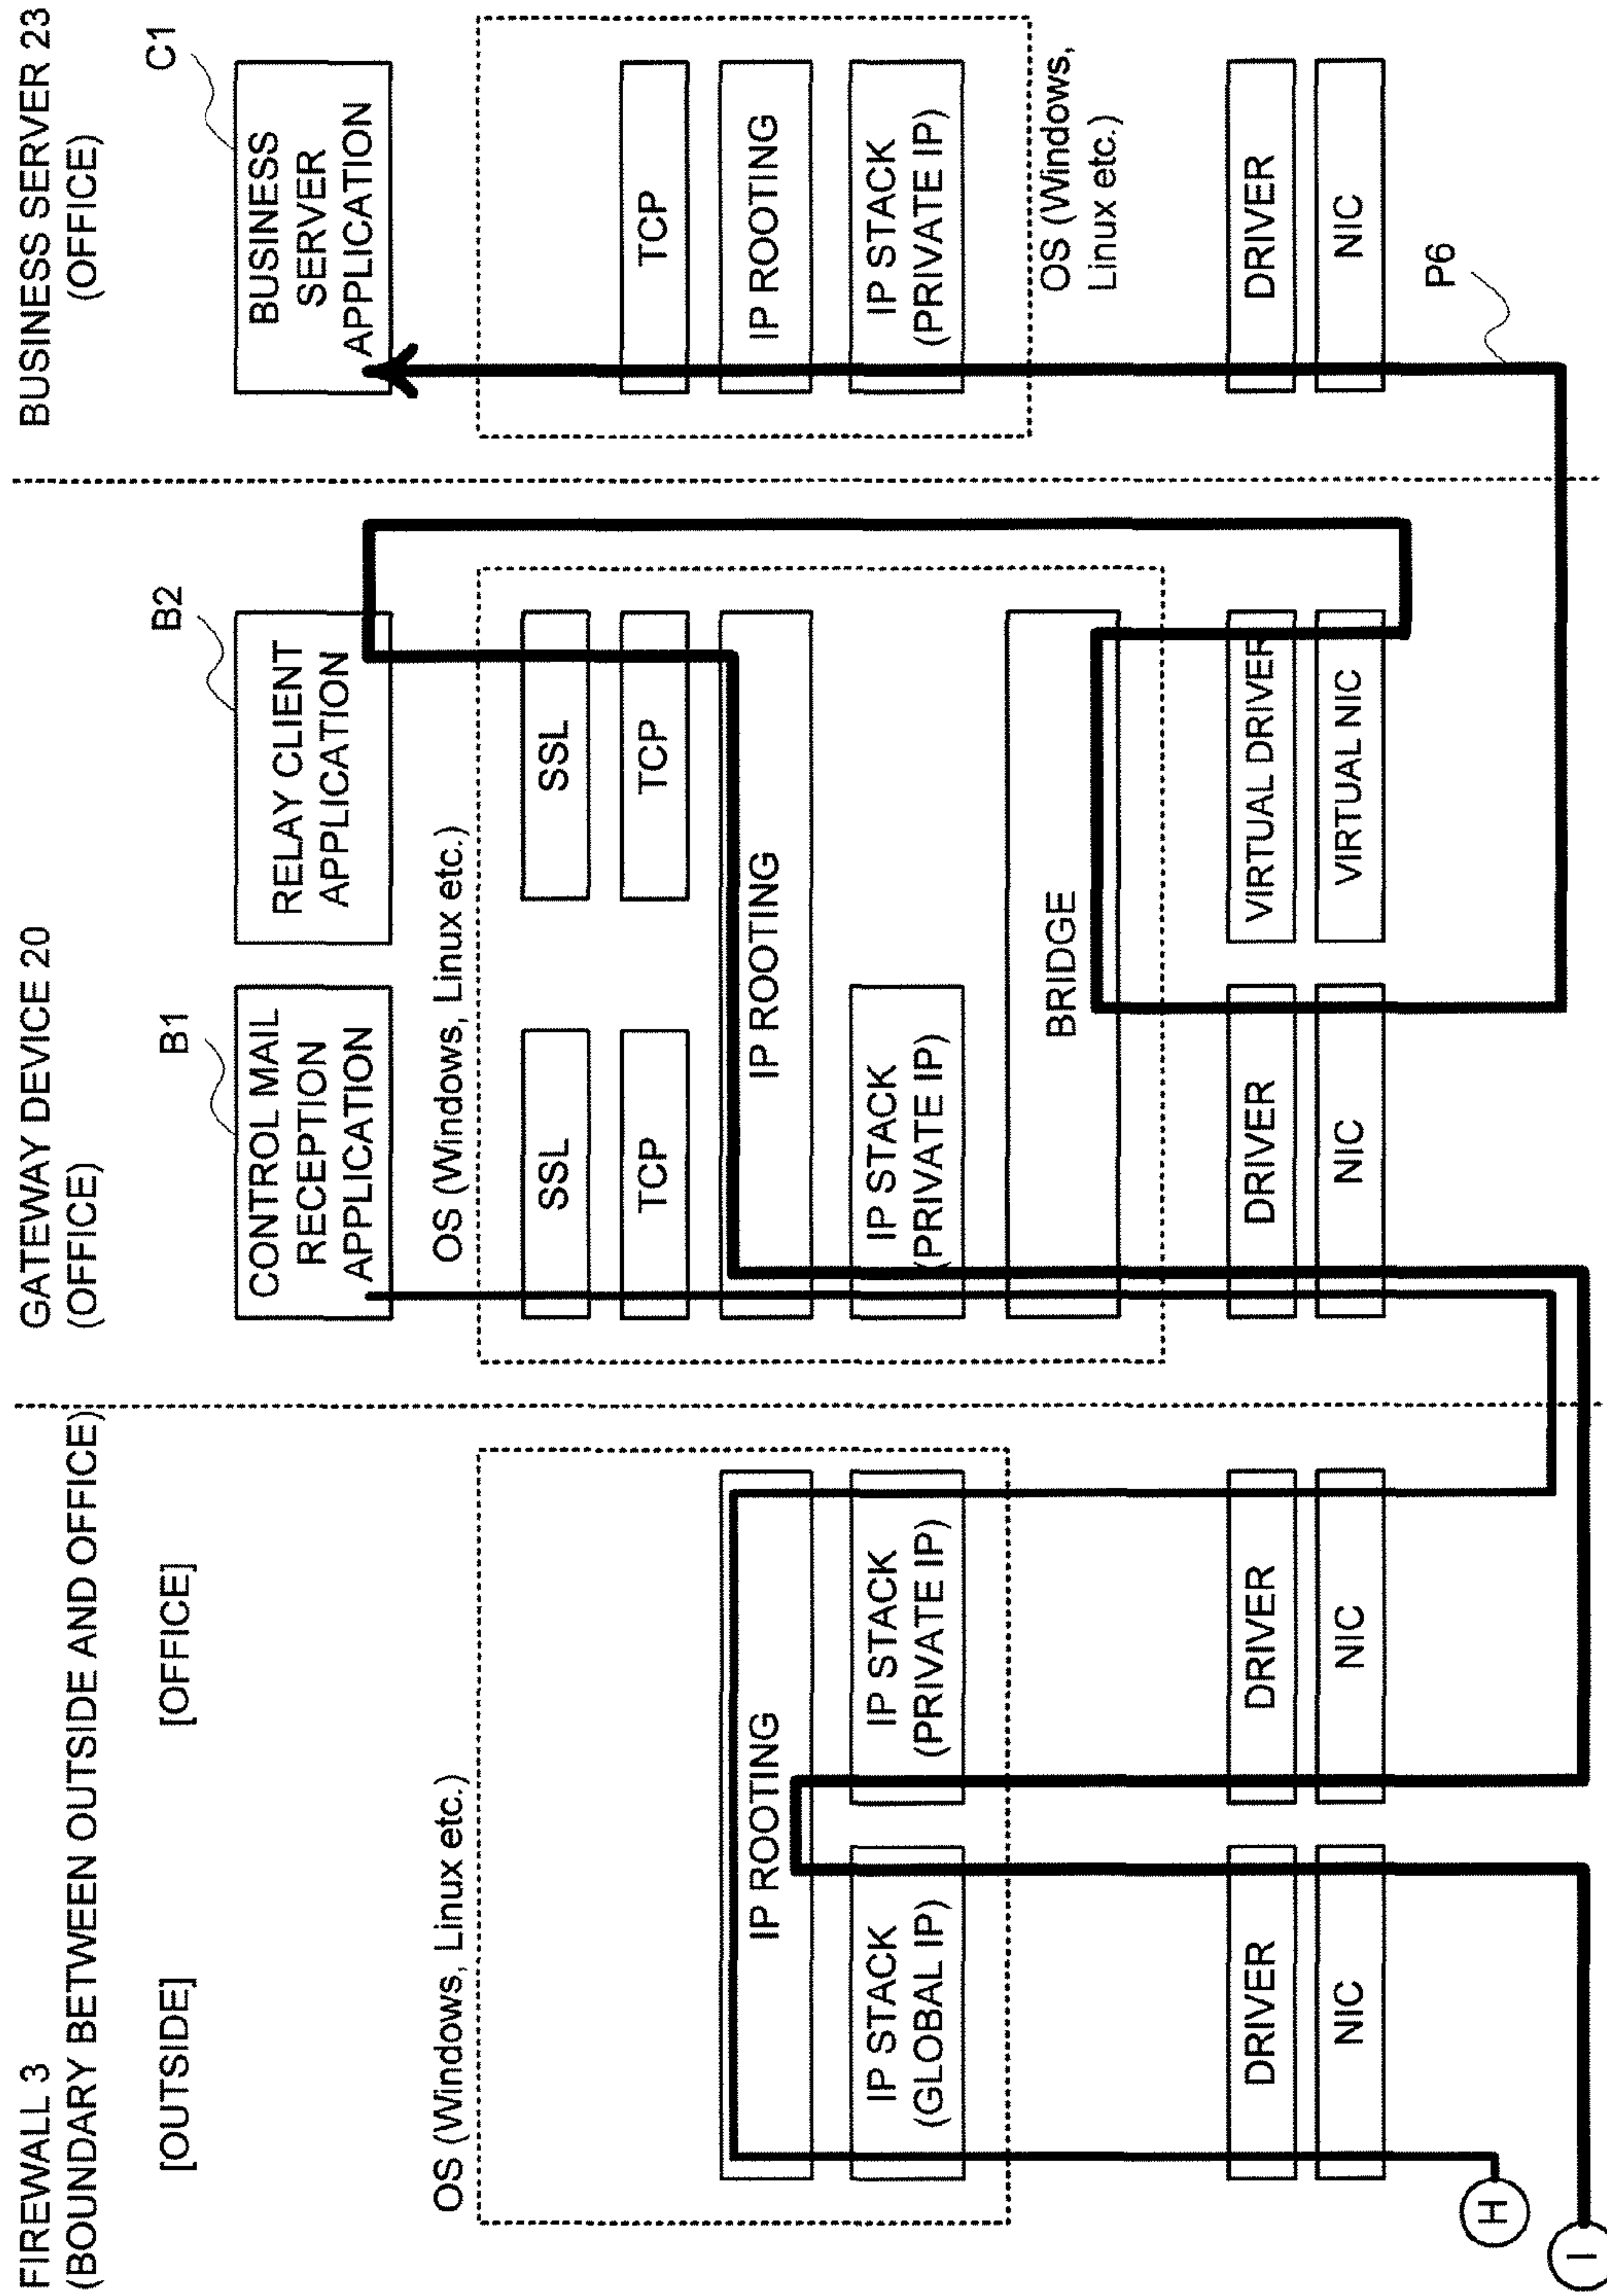 FIREWALL 3
(BOUNDARY BETWEEN OUTSIDE AND OFFICE)
[OUTSIDE]
[OFFICE]
OS (Windows, Linux etc.)
IP ROOTING
IP STACK
(GLOBAL IP)
IP STACK
(PRIVATE IP)
DRIVER
DRIVER
NIC
NIC
H
I
GATEWAY DEVICE 20
(OFFICE)
B1
B2
CONTROL MAIL
RECEPTION
APPLICATION
RELAY CLIENT
APPLICATION
OS (Windows, Linux etc.)
SSL
SSL
TCP
TCP
IP ROOTING
IP STACK
(PRIVATE IP)
BRIDGE
DRIVER
VIRTUAL DRIVER
NIC
VIRTUAL NIC
BUSINESS SERVER 23
(OFFICE)
C1
BUSINESS
SERVER
APPLICATION
TCP
IP ROOTING
IP STACK
(PRIVATE IP)
OS (Windows,
Linux etc.)
DRIVER
NIC
P6